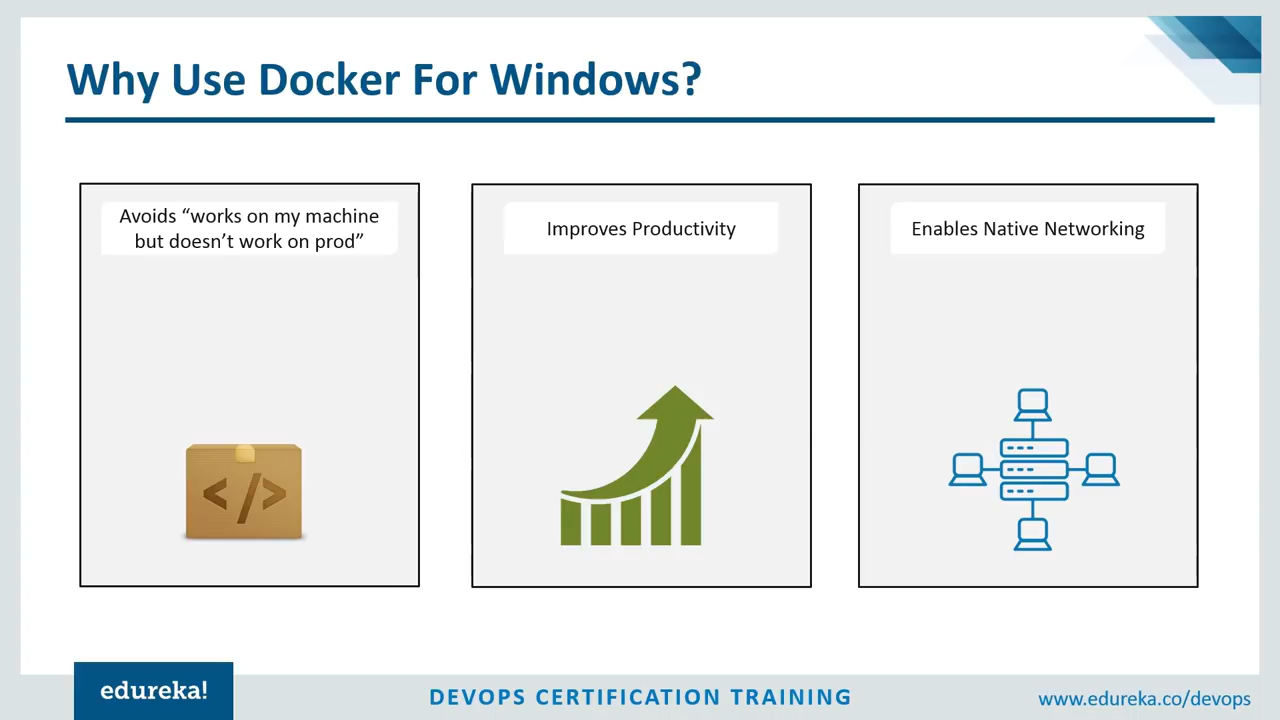 Why Use Docker For Windows?
Avoids “works on my machine
but doesn’t work on prod”
Improves Productivity
Enables Native Networking
</>
edureka!
DEVOPS CERTIFICATION TRAINING
www.edureka.co/devops